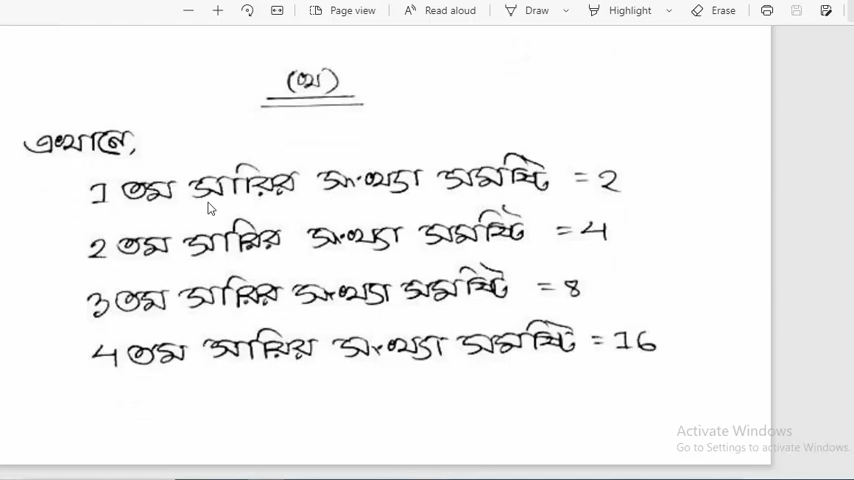 Page view Read aloud Draw Highlight Erase
(খ)
এখানে,
1 তম সারির সংখ্যা সমষ্টি = 2
2 তম সারির সংখ্যা সমষ্টি = 4
3 তম সারির সংখ্যা সমষ্টি = 8
4 তম সারির সংখ্যা সমষ্টি = 16
Activate Windows
Go to Settings to activate Windows.